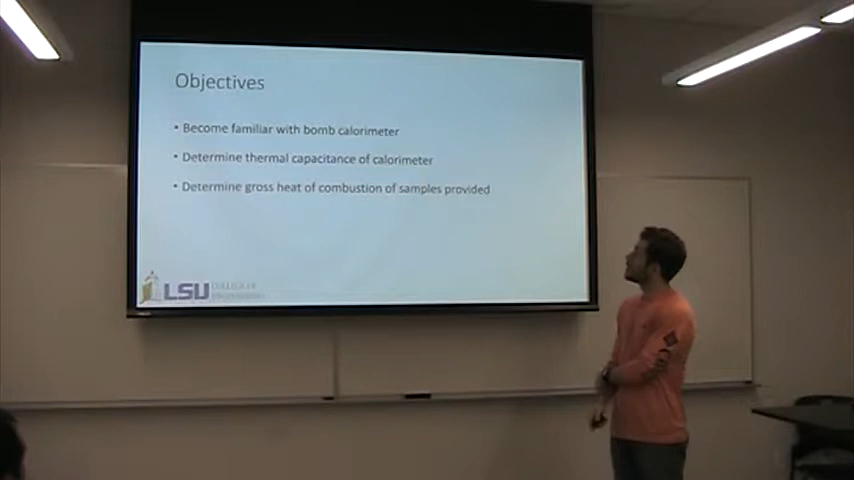 Objectives
• Become familiar with bomb calorimeter
• Determine thermal capacitance of calorimeter
• Determine gross heat of combustion of samples provided
LSU